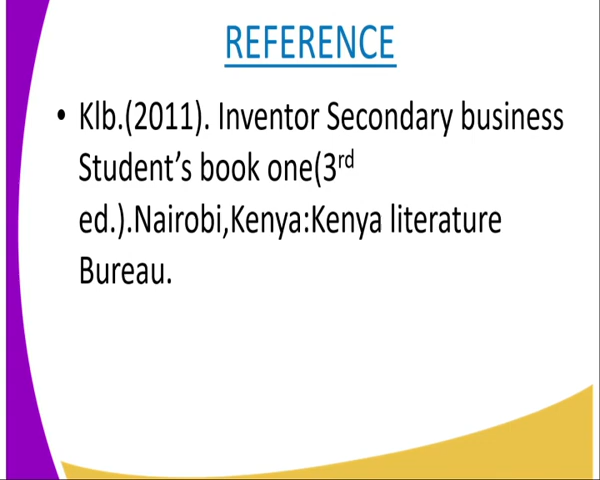 REFERENCE
• Klb.(2011). Inventor Secondary business
Student’s book one(3rd
ed.).Nairobi,Kenya:Kenya literature
Bureau.